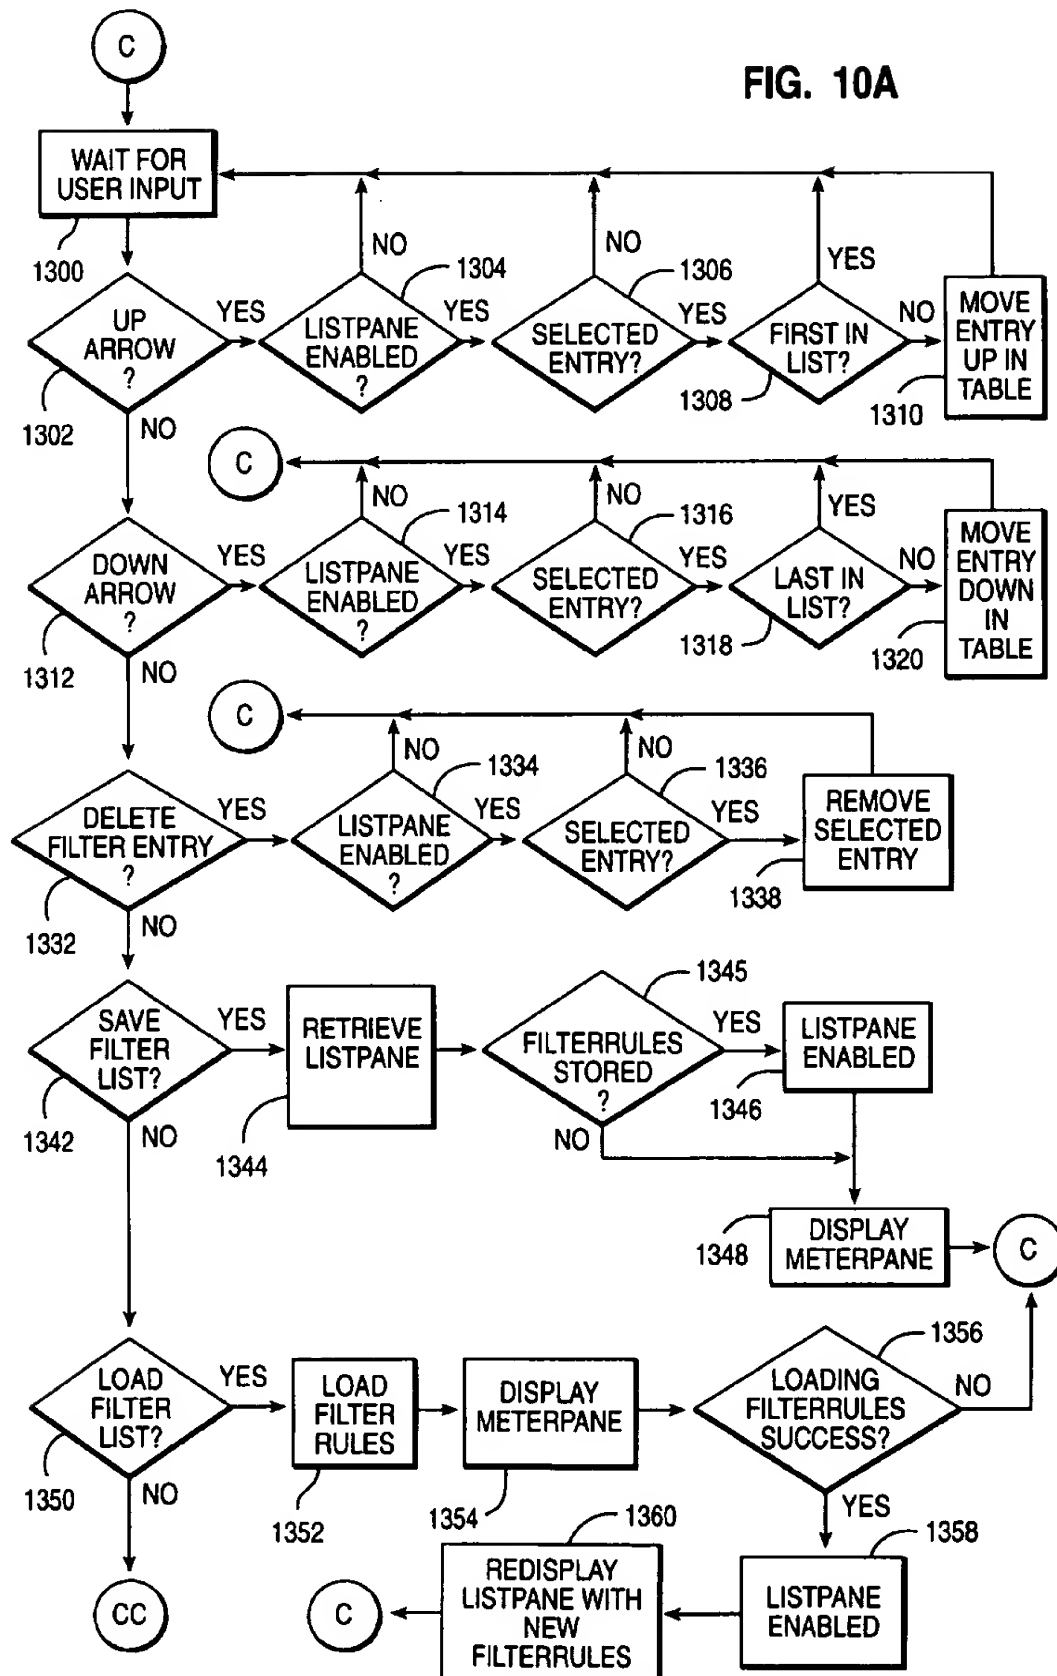 C
FIG. 10A
WAIT FOR
USER INPUT
1300
NO
NO
YES
1304
1306
UP
ARROW
?
YES
LISTPANE
ENABLED
?
YES
SELECTED
ENTRY?
YES
FIRST IN
LIST?
NO
MOVE
ENTRY
UP IN
TABLE
1302
1308
1310
NO
C
NO
NO
YES
1314
1316
DOWN
ARROW
?
YES
LISTPANE
ENABLED
?
YES
SELECTED
ENTRY?
YES
LAST IN
LIST?
NO
MOVE
ENTRY
DOWN
IN
TABLE
1312
1318
1320
NO
C
NO
NO
1334
1336
DELETE
FILTER ENTRY
?
YES
LISTPANE
ENABLED
?
YES
SELECTED
ENTRY?
YES
REMOVE
SELECTED
ENTRY
1338
1332
NO
1345
SAVE
FILTER
LIST?
YES
RETRIEVE
LISTPANE
FILTERRULES
STORED
?
YES
LISTPANE
ENABLED
1346
1342
NO
1344
NO
1348
DISPLAY
METERPANE
C
1356
LOAD
FILTER
LIST?
YES
LOAD
FILTER
RULES
DISPLAY
METERPANE
LOADING
FILTERRULES
SUCCESS?
NO
1350
NO
1352
1354
YES
1360
1358
CC
C
REDISPLAY
LISTPANE WITH
NEW
FILTERRULES
LISTPANE
ENABLED